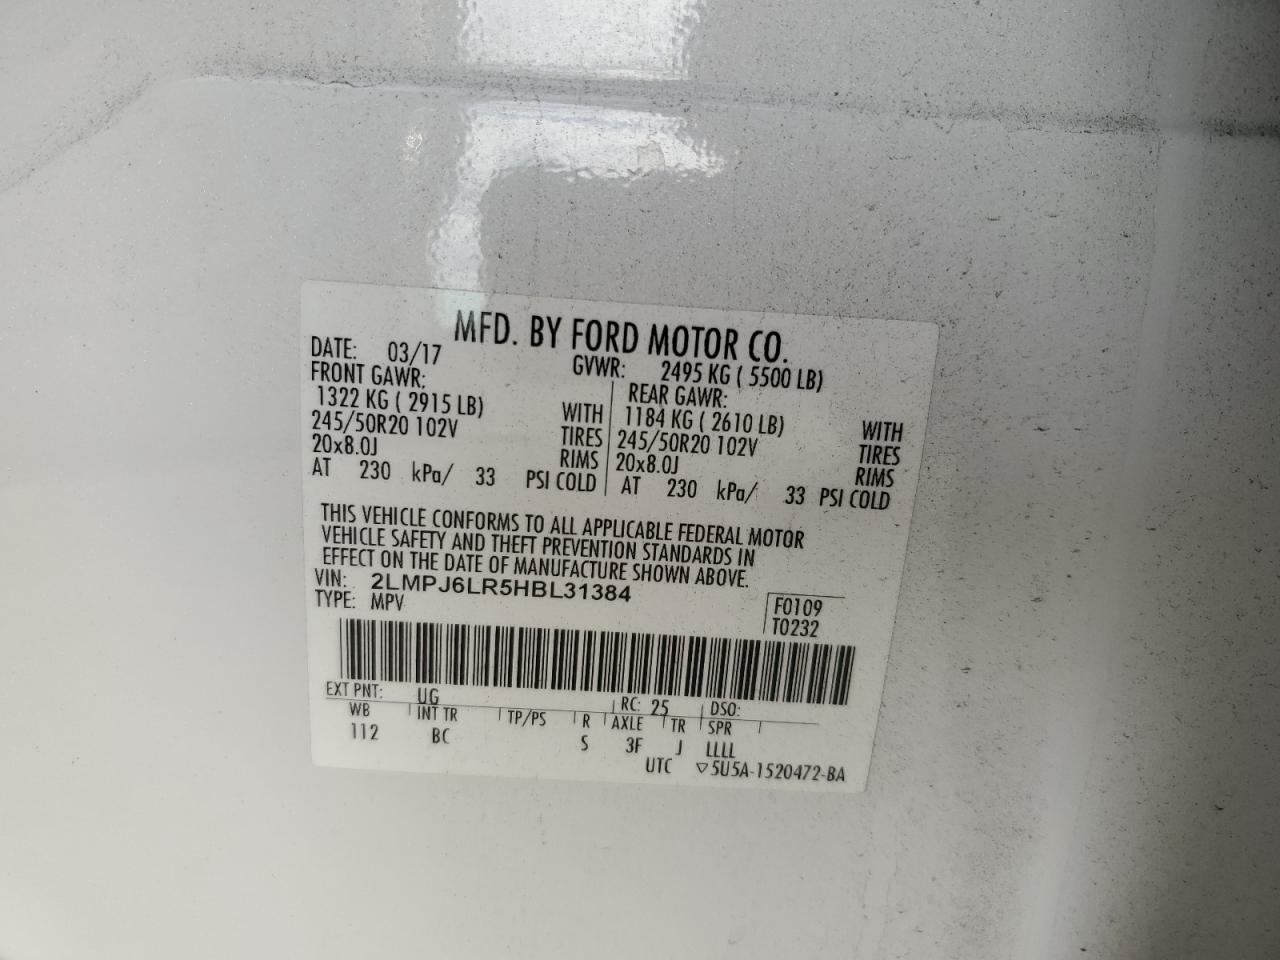 MFD. BY FORD MOTOR CO.
DATE: 03/17 GVWR: 2495 KG ( 5500 LB)
FRONT GAWR: REAR GAWR:
1322 KG ( 2915 LB) WITH 1184 KG ( 2610 LB) WITH
245/50R20 102V TIRES 245/50R20 102V TIRES
20x8.0J RIMS 20x8.0J RIMS
AT 230 kPa/ 33 PSI COLD AT 230 kPa/ 33 PSI COLD
THIS VEHICLE CONFORMS TO ALL APPLICABLE FEDERAL MOTOR
VEHICLE SAFETY AND THEFT PREVENTION STANDARDS IN
EFFECT ON THE DATE OF MANUFACTURE SHOWN ABOVE.
VIN: 2LMPJ6LR5HBL31384 F0109
TYPE: MPV T0232
EXT PNT: UG RC: 25 DSO:
WB INT TR TP/PS R AXLE TR SPR
112 BC S 3F J LLLL
UTC ▽5U5A-1520472-BA